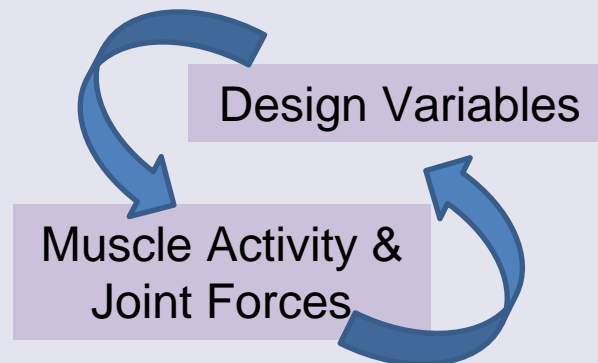 Design Variables
Muscle Activity &
Joint Forces